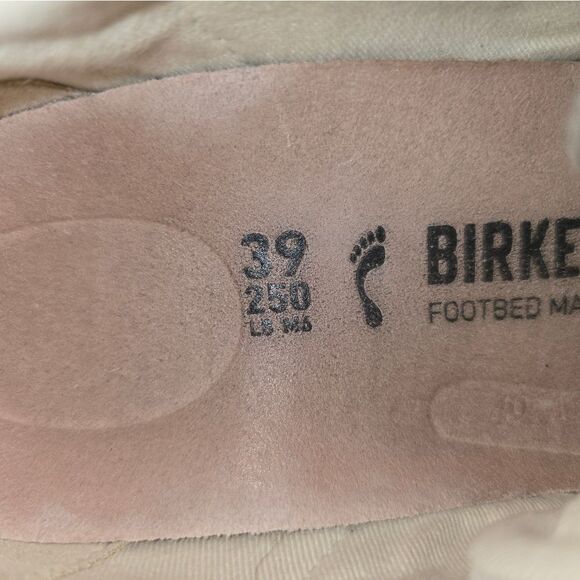 39
250
L8 M6
BIRKE
FOOTBED MA